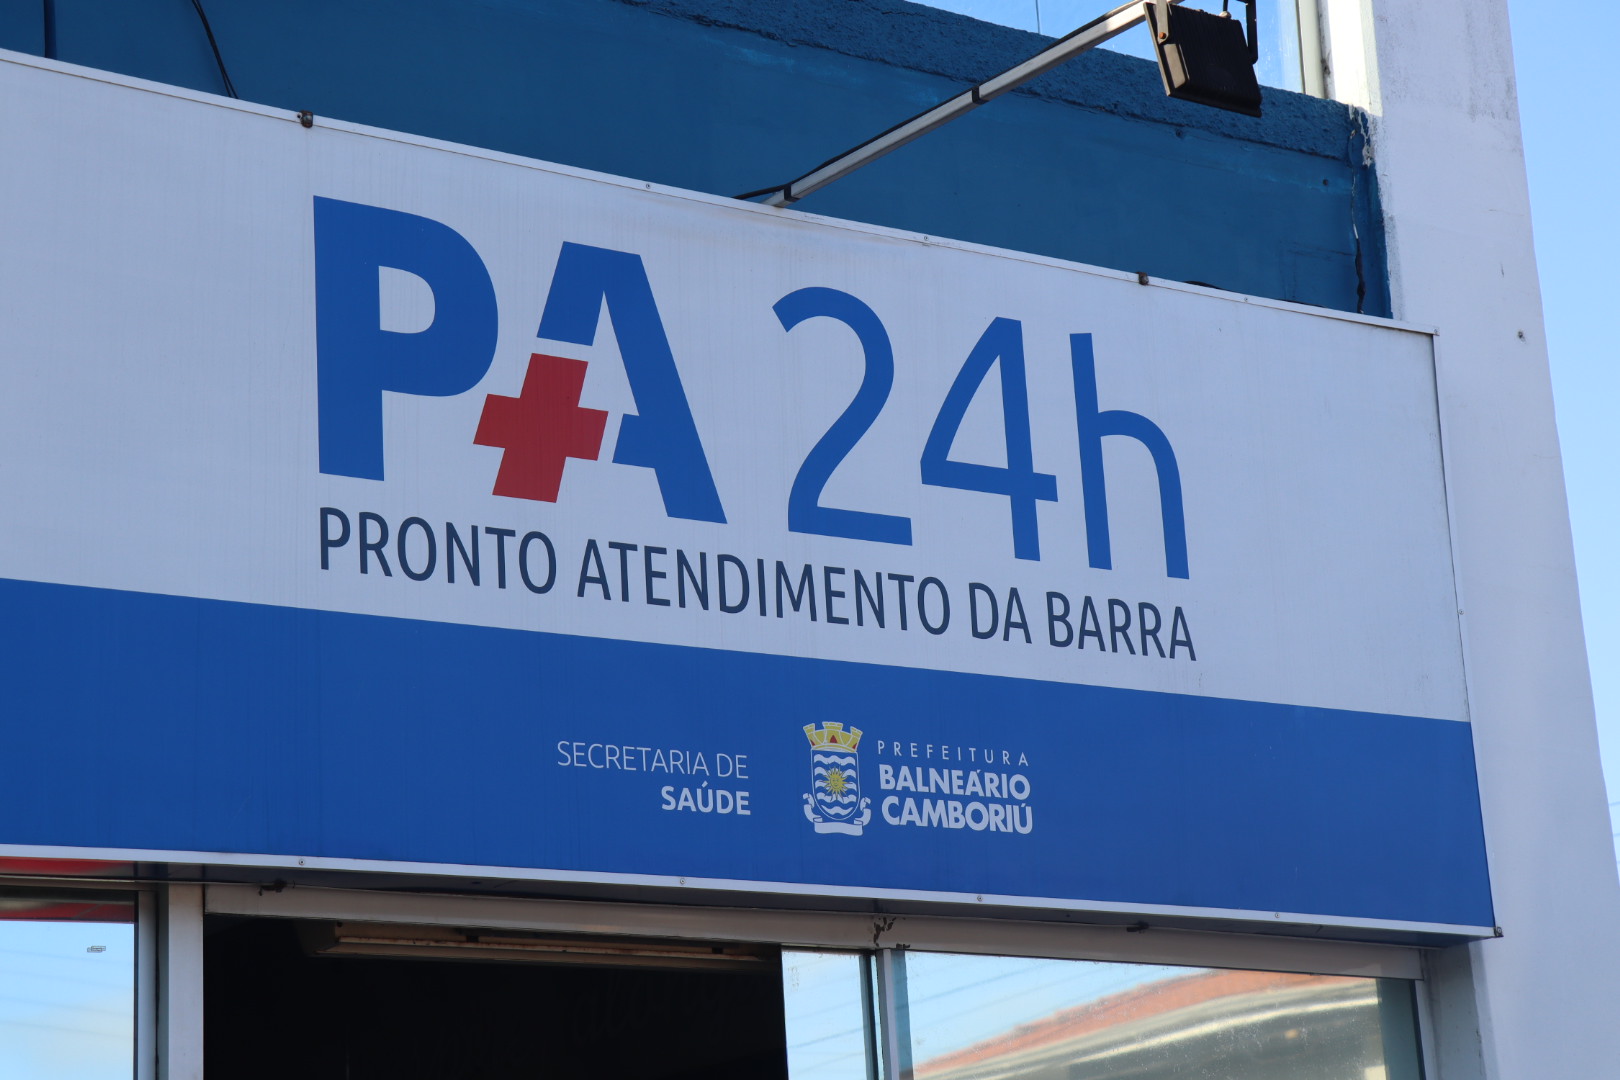 PA 24h
PRONTO ATENDIMENTO DA BARRA
SECRETARIA DE
SAÚDE
PREFEITURA
BALNEÁRIO
CAMBORIÚ